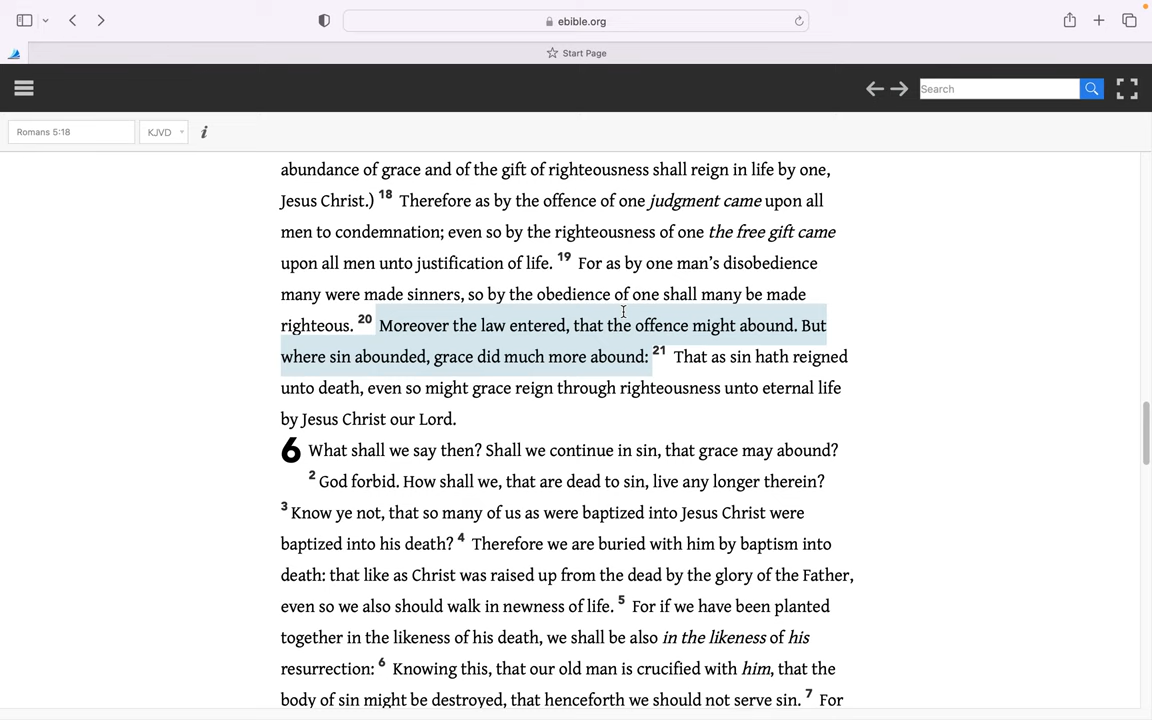 ebible.org
Start Page
Search
Romans 5:18
KJVD
i
abundance of grace and of the gift of righteousness shall reign in life by one,
Jesus Christ.) 18 Therefore as by the offence of one judgment came upon all
men to condemnation; even so by the righteousness of one the free gift came
upon all men unto justification of life. 19 For as by one man’s disobedience
many were made sinners, so by the obedience of one shall many be made
righteous. 20 Moreover the law entered, that the offence might abound. But
where sin abounded, grace did much more abound: 21 That as sin hath reigned
unto death, even so might grace reign through righteousness unto eternal life
by Jesus Christ our Lord.
6 What shall we say then? Shall we continue in sin, that grace may abound?
2 God forbid. How shall we, that are dead to sin, live any longer therein?
3 Know ye not, that so many of us as were baptized into Jesus Christ were
baptized into his death? 4 Therefore we are buried with him by baptism into
death: that like as Christ was raised up from the dead by the glory of the Father,
even so we also should walk in newness of life. 5 For if we have been planted
together in the likeness of his death, we shall be also in the likeness of his
resurrection: 6 Knowing this, that our old man is crucified with him, that the
body of sin might be destroyed, that henceforth we should not serve sin. 7 For